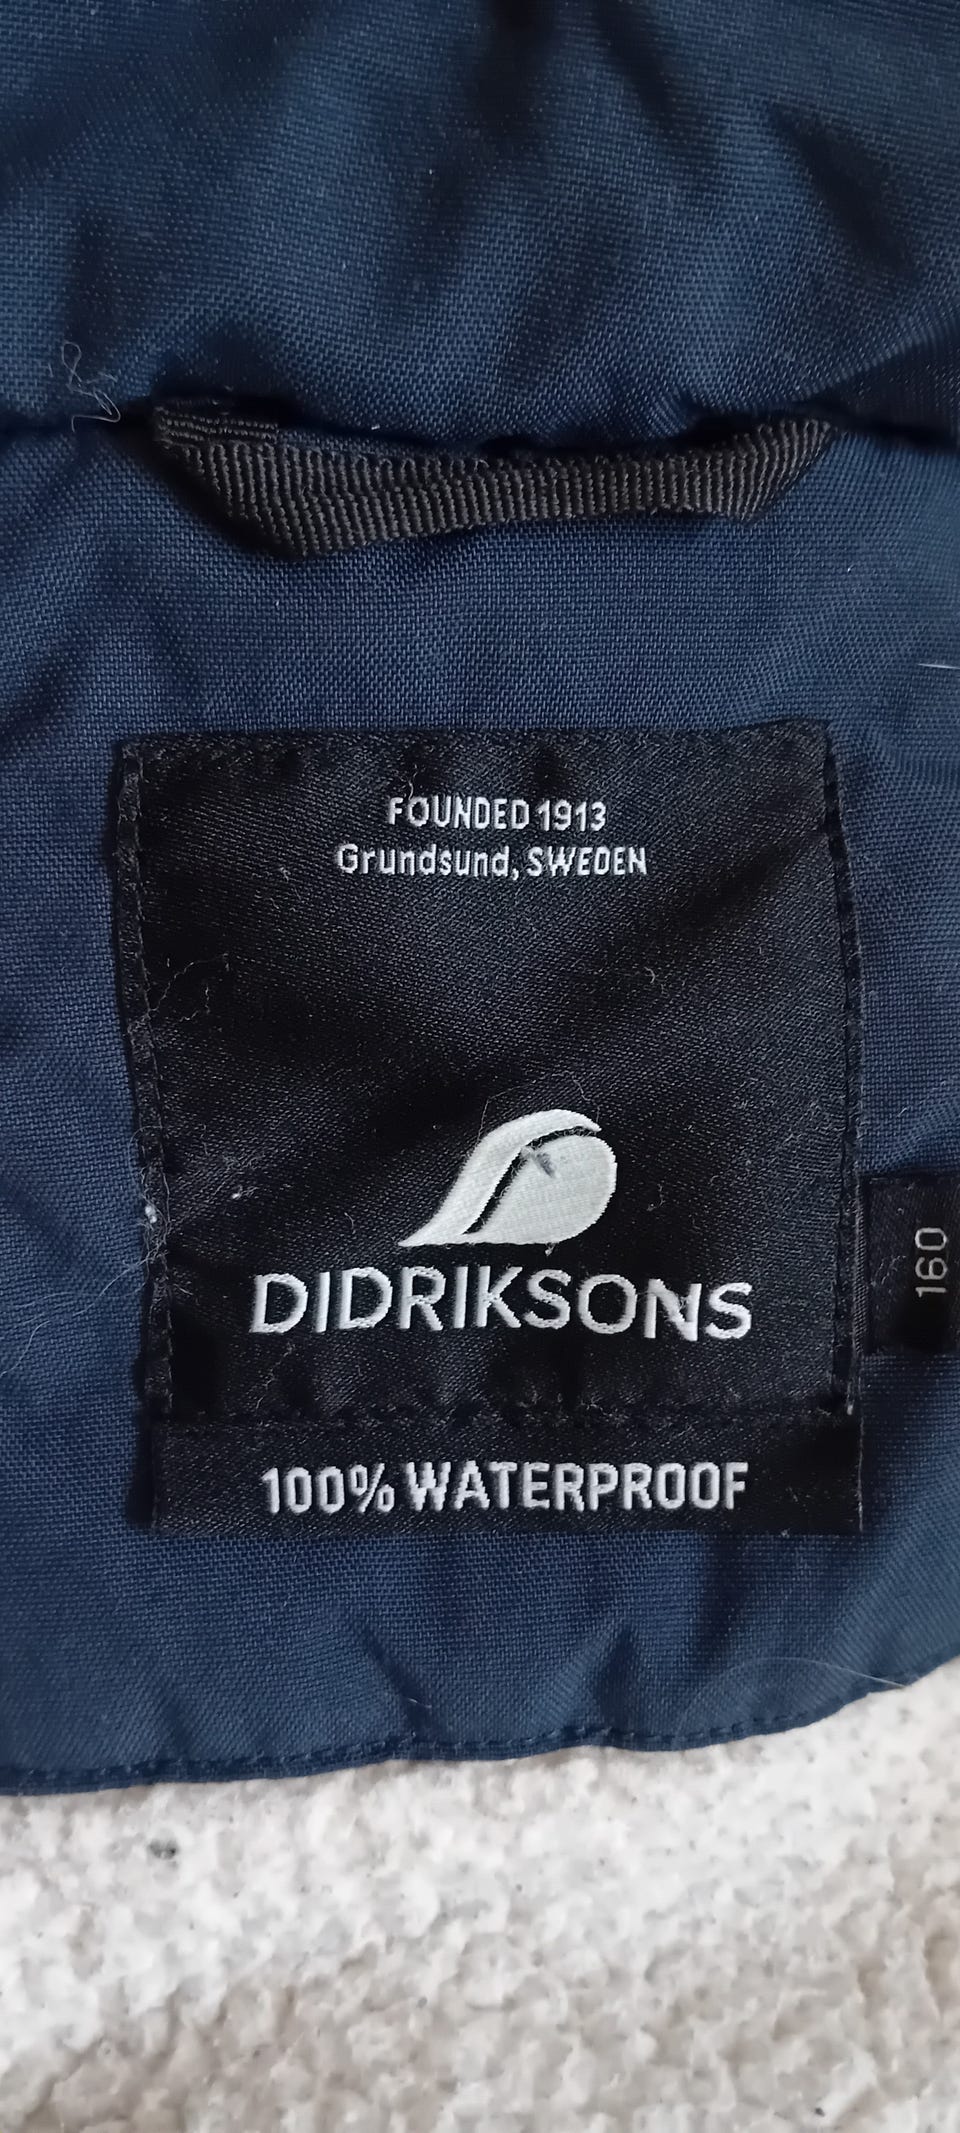 FOUNDED 1913
Grundsund, SWEDEN
DIDRIKSONS
160
100% WATERPROOF